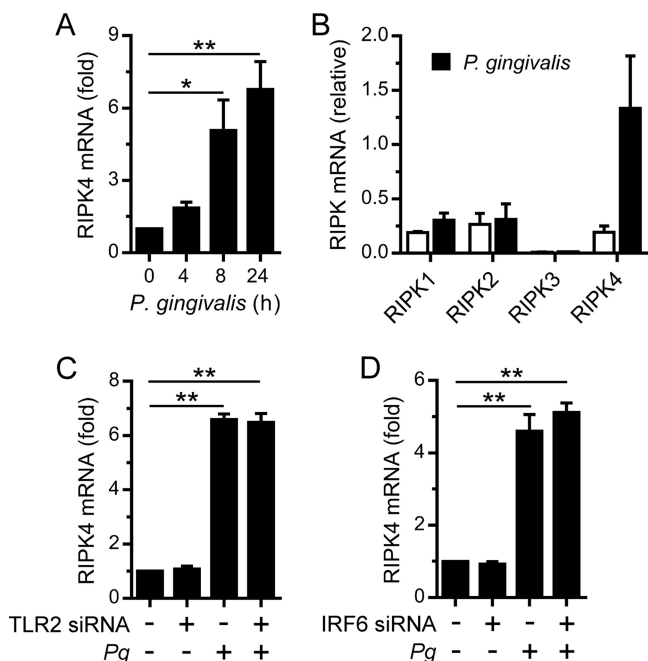 A
RIPK4 mRNA (fold)
9
6
3
0
**
*
0 4 8 24
P. gingivalis (h)
B
RIPK mRNA (relative)
2.0
1.5
1.0
0.5
0.25
0.0
P. gingivalis
RIPK1
RIPK2
RIPK3
RIPK4
C
RIPK4 mRNA (fold)
8
6
4
2
0
**
**
TLR2 siRNA - + - +
Pg - - + +
D
RIPK4 mRNA (fold)
6
4
2
0
**
**
IRF6 siRNA - + - +
Pg - - + +